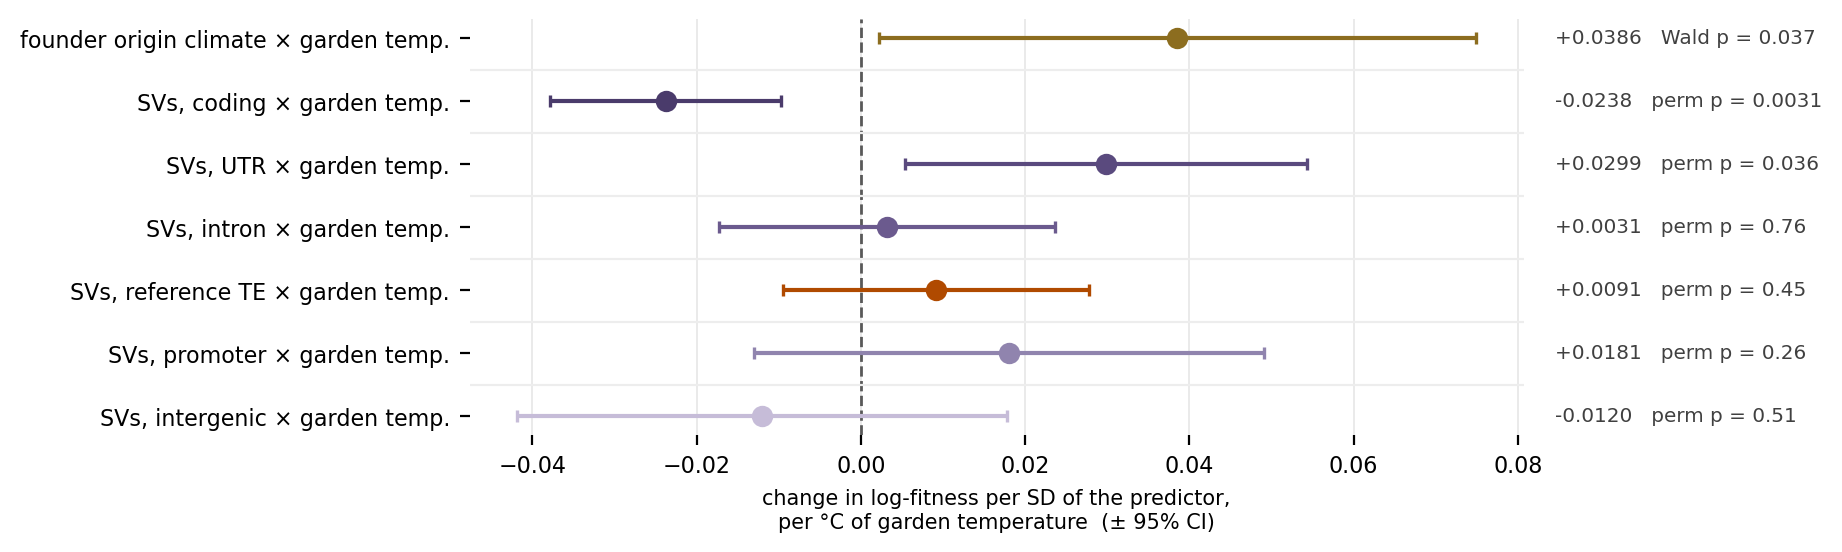 founder origin climate × garden temp.
+0.0386 Wald p = 0.037
SVs, coding × garden temp.
-0.0238 perm p = 0.0031
SVs, UTR × garden temp.
+0.0299 perm p = 0.036
SVs, intron × garden temp.
+0.0031 perm p = 0.76
SVs, reference TE × garden temp.
+0.0091 perm p = 0.45
SVs, promoter × garden temp.
+0.0181 perm p = 0.26
SVs, intergenic × garden temp.
-0.0120 perm p = 0.51
−0.04 −0.02 0.00 0.02 0.04 0.06 0.08
change in log-fitness per SD of the predictor,
per °C of garden temperature (± 95% CI)